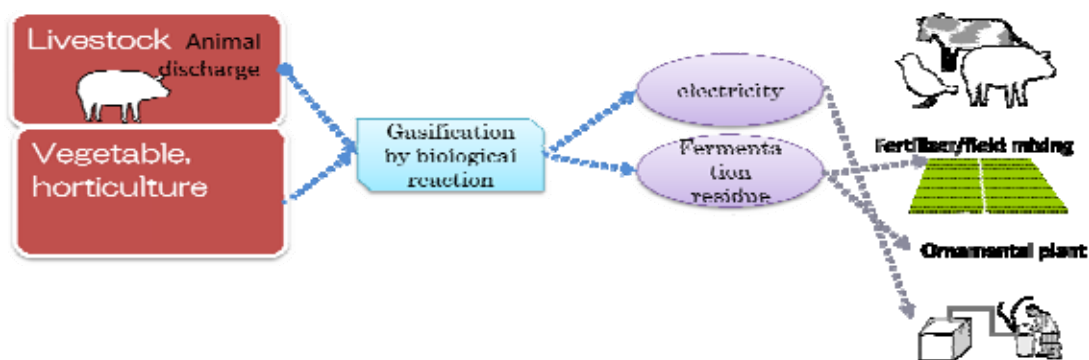 Livestock Animal
discharge
Vegetable,
horticulture
Gasification
by biological
reaction
electricity
Fermenta
tion
residue
Fertilizer/field mixing
Ornamental plant